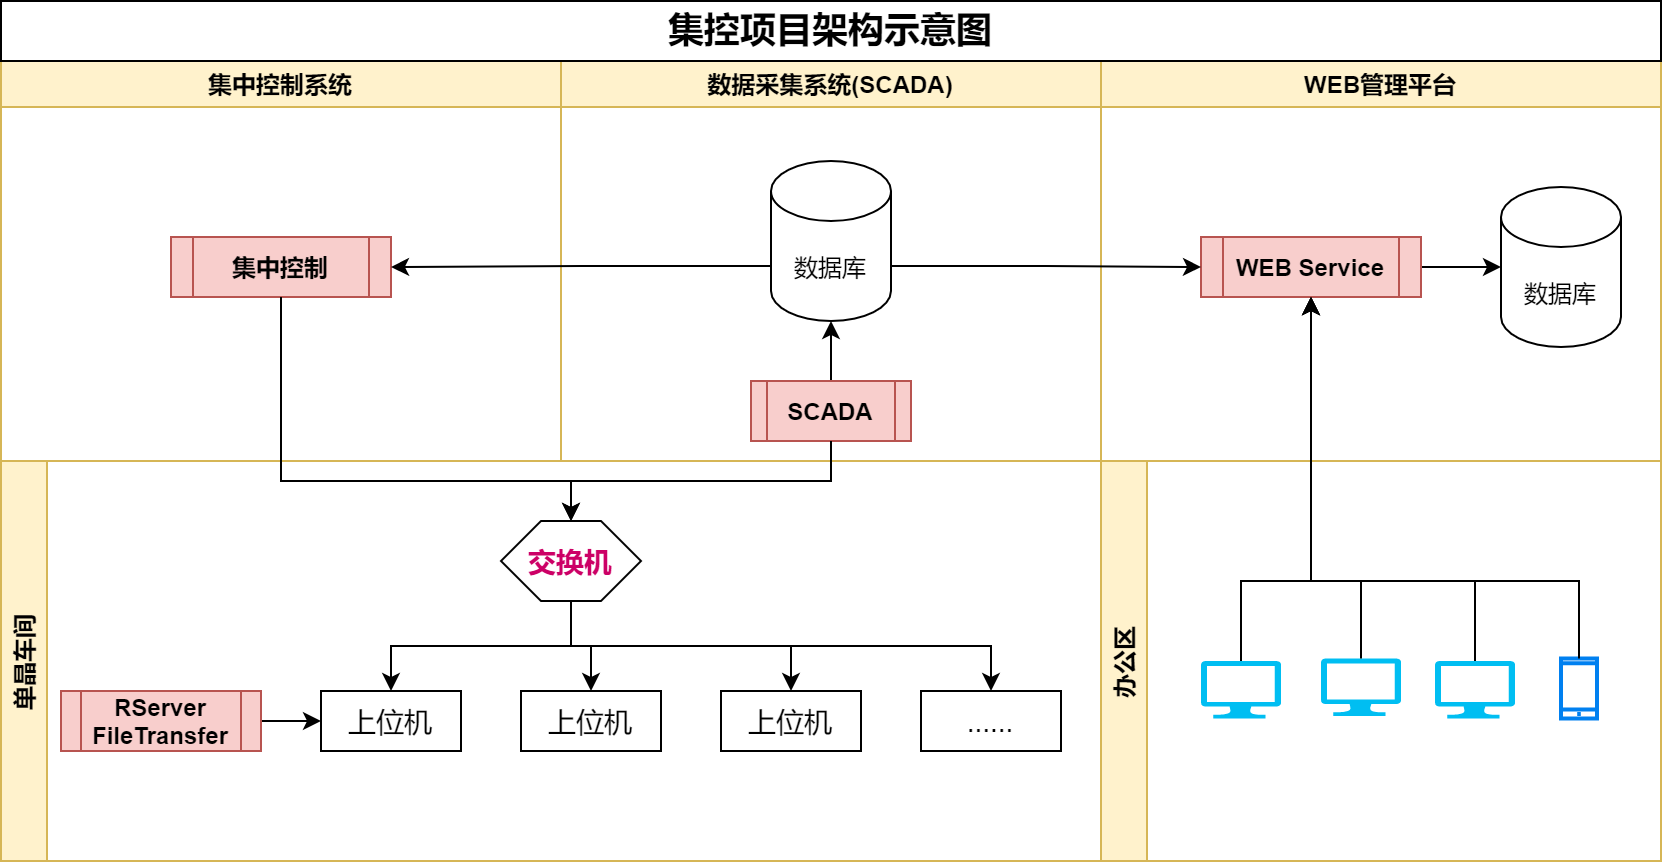 集控项目架构示意图
集中控制系统
数据采集系统(SCADA)
WEB管理平台
集中控制
数据库
WEB Service
数据库
SCADA
交换机
单晶车间
办公区
RServer
FileTransfer
上位机
上位机
上位机
......